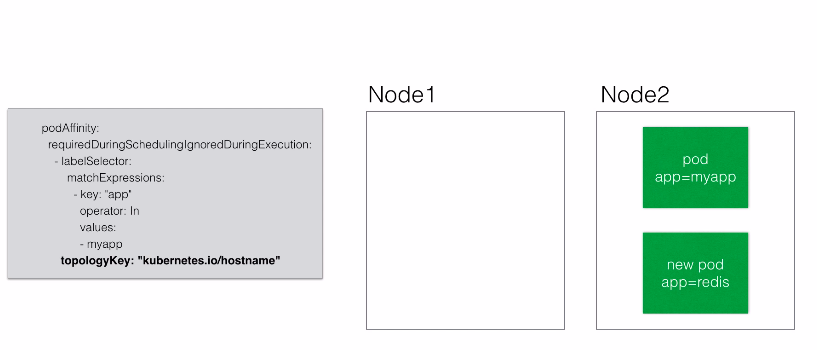 podAffinity:
requiredDuringSchedulingIgnoredDuringExecution:
- labelSelector:
matchExpressions:
- key: "app"
operator: In
values:
- myapp
topologyKey: "kubernetes.io/hostname"
Node1
Node2
pod
app=myapp
new pod
app=redis